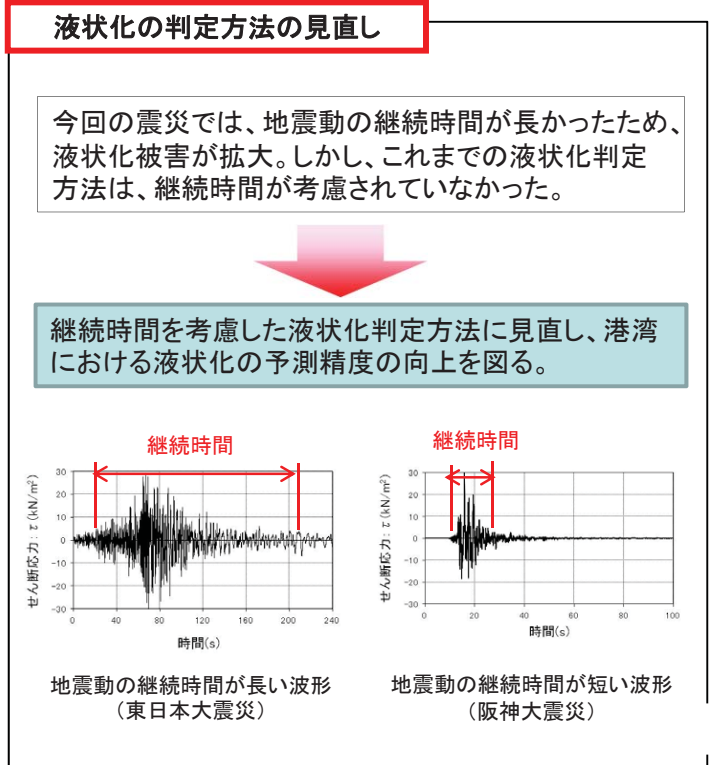 液状化の判定方法の見直し
今回の震災では、地震動の継続時間が長かったため、
液状化被害が拡大。しかし、これまでの液状化判定
方法は、継続時間が考慮されていなかった。
継続時間を考慮した液状化判定方法に見直し、港湾
における液状化の予測精度の向上を図る。
継続時間
せん断応力：τ(kN/m²)
30
20
10
0
-10
-20
-30
0 40 80 120 160 200 240
時間(s)
地震動の継続時間が長い波形
（東日本大震災）
継続時間
せん断応力：τ(kN/m²)
30
20
10
0
-10
-20
-30
0 20 40 60 80 100
時間(s)
地震動の継続時間が短い波形
（阪神大震災）